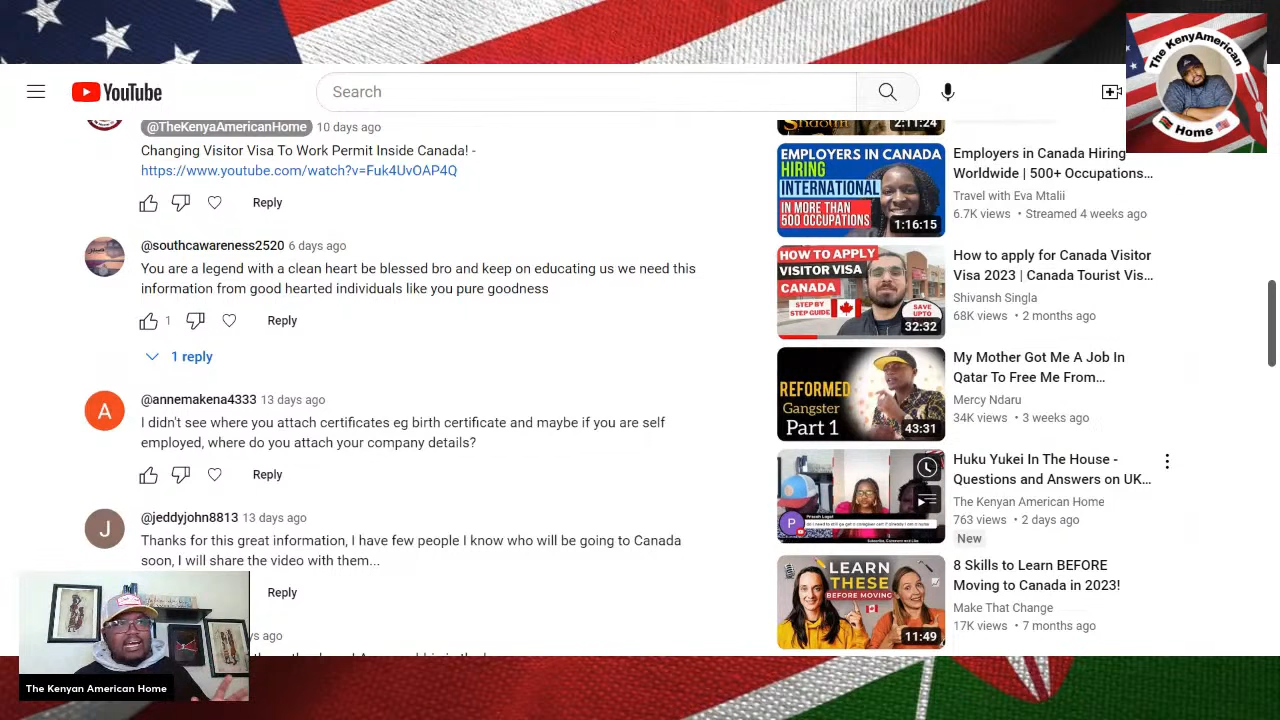 The KenyAmerican
Home
YouTube
Search
@TheKenyaAmericanHome 10 days ago
Changing Visitor Visa To Work Permit Inside Canada! -
https://www.youtube.com/watch?v=Fuk4UvOAP4Q
Reply
@southcawareness2520 6 days ago
You are a legend with a clean heart be blessed bro and keep on educating us we need this
information from good hearted individuals like you pure goodness
1 Reply
1 reply
A
@annemakena4333 13 days ago
I didn't see where you attach certificates eg birth certificate and maybe if you are self
employed, where do you attach your company details?
Reply
J
@jeddyjohn8813 13 days ago
Thanks for this great information, I have few people I know who will be going to Canada
soon, I will share the video with them...
Reply
ys ago
The Kenyan American Home
2:11:24
EMPLOYERS IN CANADA
HIRING
INTERNATIONAL
IN MORE THAN
500 OCCUPATIONS
1:16:15
Employers in Canada Hiring
Worldwide | 500+ Occupations...
Travel with Eva Mtalii
6.7K views • Streamed 4 weeks ago
HOW TO APPLY
VISITOR VISA
CANADA
STEP BY
STEP GUIDE
SAVE
UPTO
32:32
How to apply for Canada Visitor
Visa 2023 | Canada Tourist Vis...
Shivansh Singla
68K views • 2 months ago
REFORMED
Gangster
Part 1
43:31
My Mother Got Me A Job In
Qatar To Free Me From...
Mercy Ndaru
34K views • 3 weeks ago
P
Huku Yukei In The House -
Questions and Answers on UK...
The Kenyan American Home
763 views • 2 days ago
New
LEARN
THESE
BEFORE MOVING
11:49
8 Skills to Learn BEFORE
Moving to Canada in 2023!
Make That Change
17K views • 7 months ago